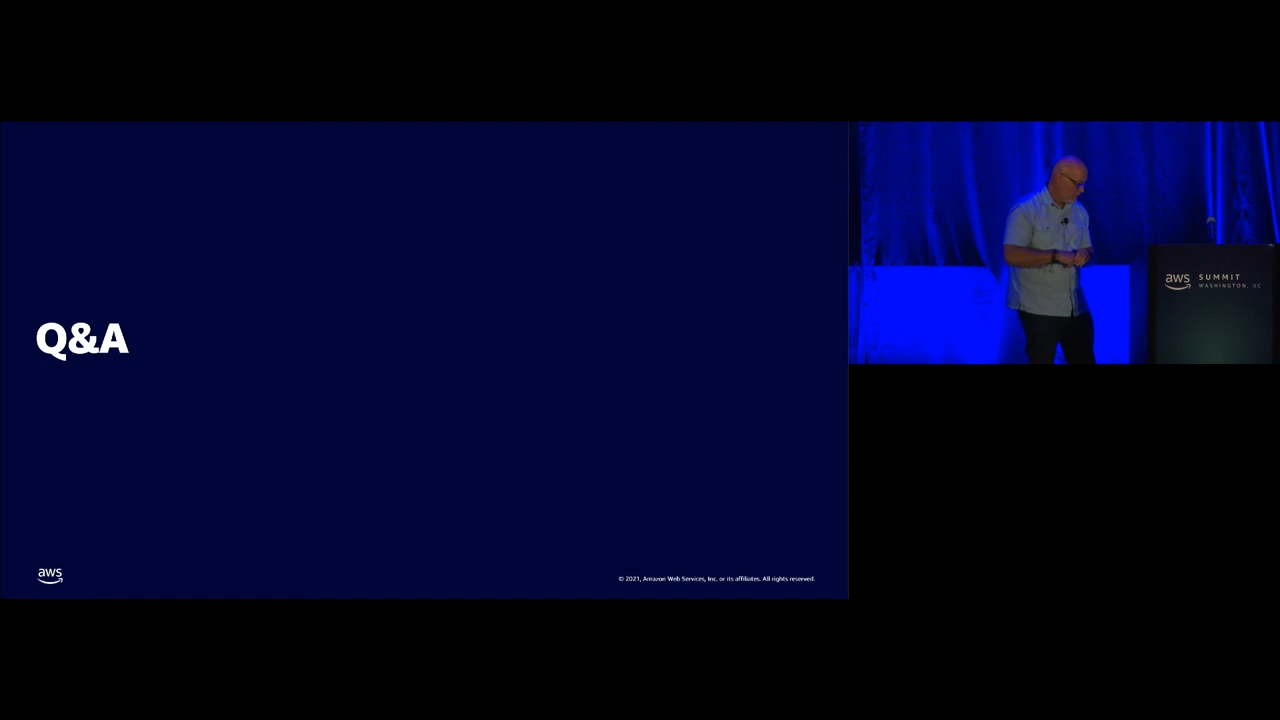 Q&A
aws
© 2021, Amazon Web Services, Inc. or its affiliates. All rights reserved.
aws SUMMIT
WASHINGTON, DC